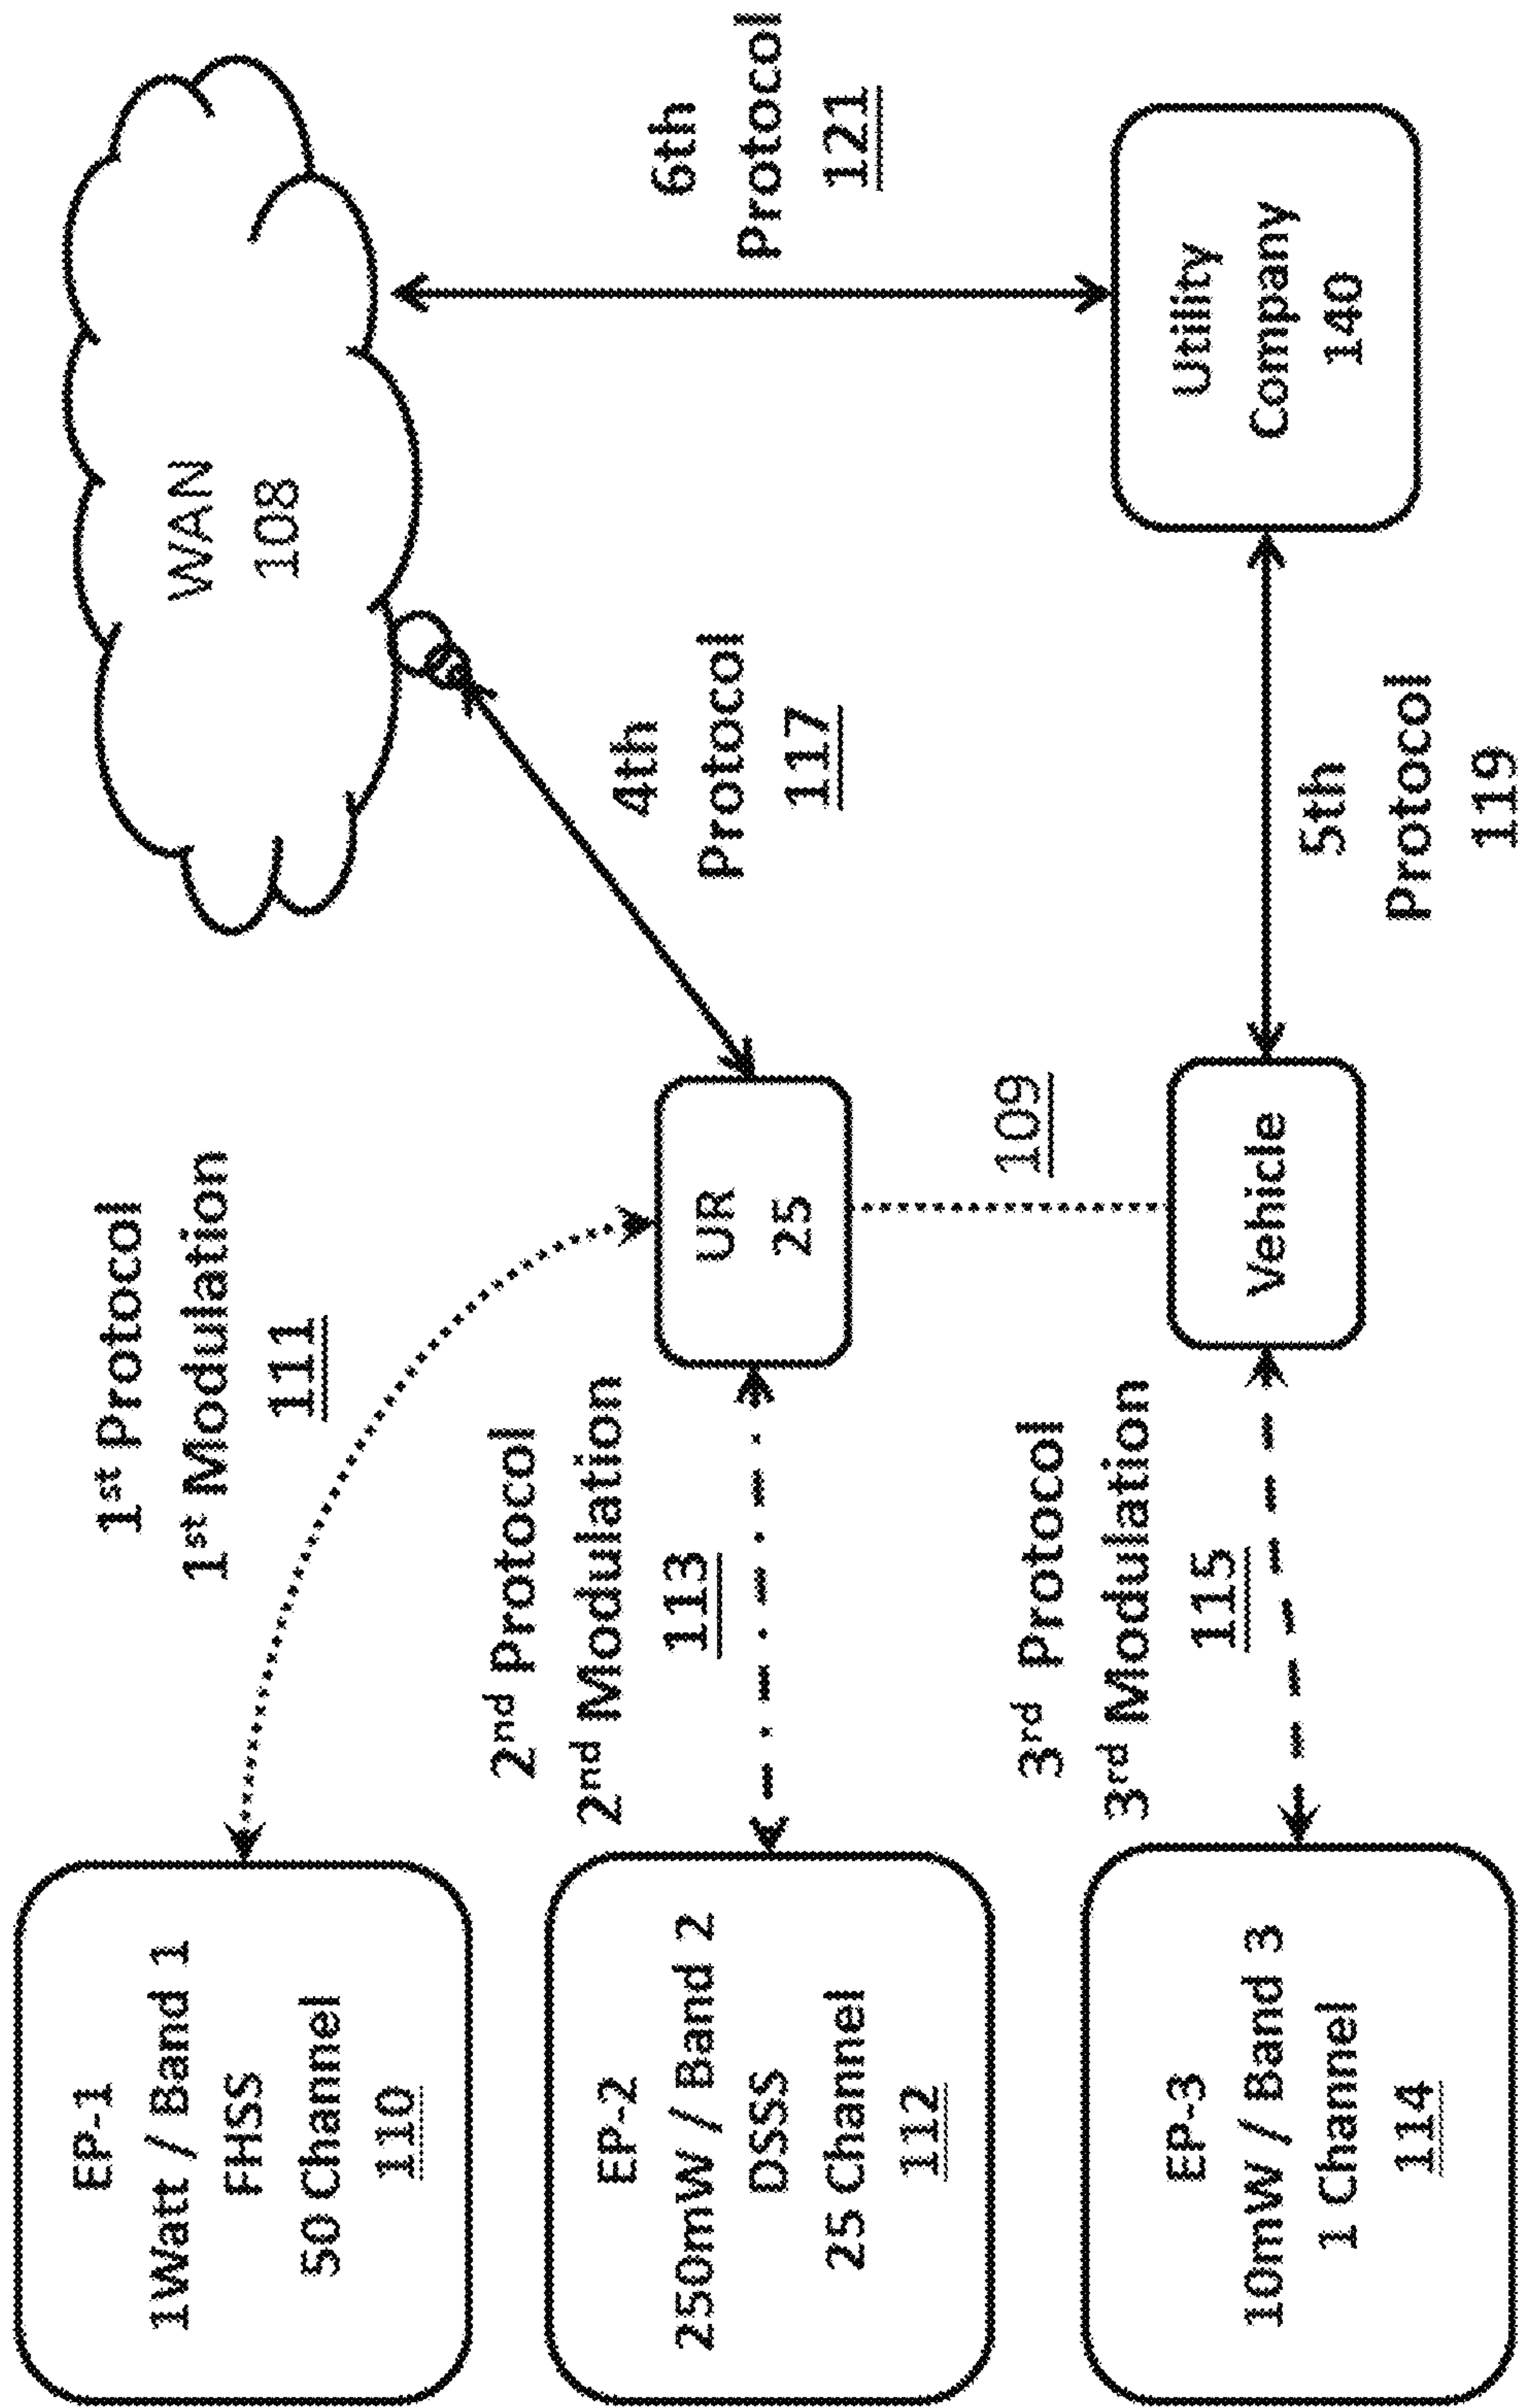 EP-1
1Watt / Band 1
FHSS
50 Channel
110
1st Protocol
1st Modulation
111
WAN
108
EP-2
250mW / Band 2
DSSS
25 Channel
112
2nd Protocol
2nd Modulation
113
UR
25
4th
Protocol
117
6th
Protocol
121
109
EP-3
10mW / Band 3
1 Channel
114
3rd Protocol
3rd Modulation
115
Vehicle
5th
Protocol
119
Utility
Company
140